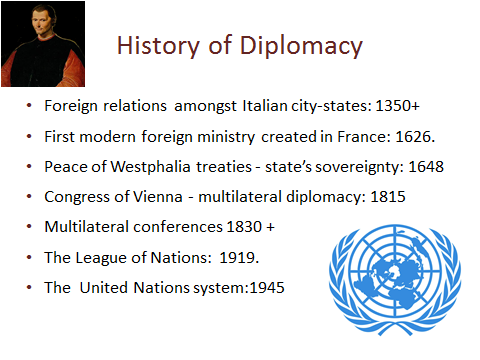 History of Diplomacy
• Foreign relations amongst Italian city-states: 1350+
• First modern foreign ministry created in France: 1626.
• Peace of Westphalia treaties - state’s sovereignty: 1648
• Congress of Vienna - multilateral diplomacy: 1815
• Multilateral conferences 1830 +
• The League of Nations: 1919.
• The United Nations system:1945